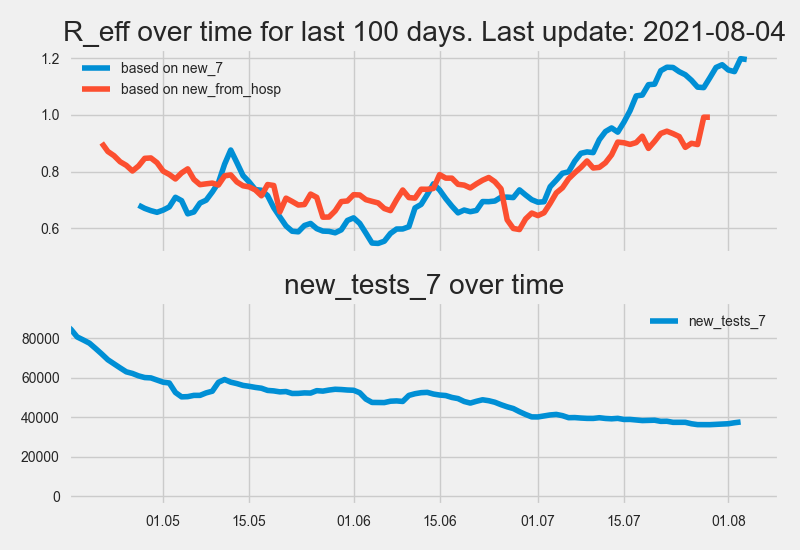 R_eff over time for last 100 days. Last update: 2021-08-04
1.2
based on new_7
based on new_from_hosp
1.0
0.8
0.6
new_tests_7 over time
new_tests_7
80000
60000
40000
20000
0
01.05 15.05 01.06 15.06 01.07 15.07 01.08